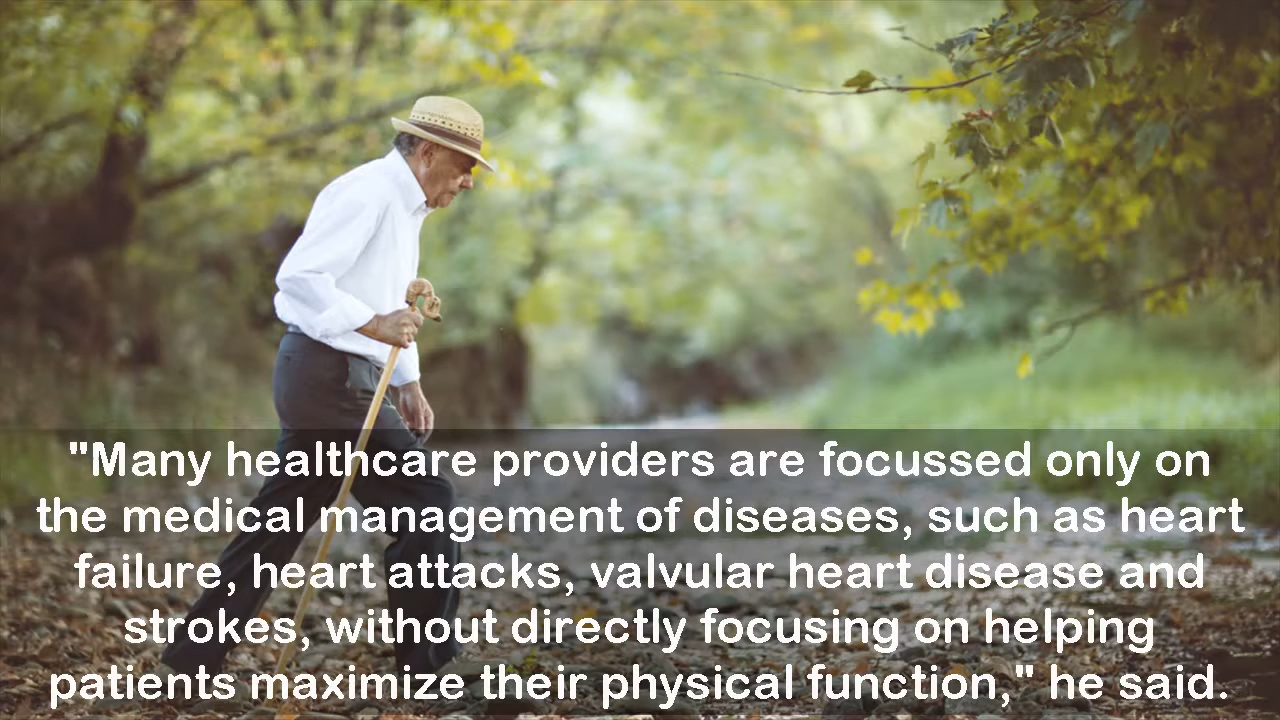 "Many healthcare providers are focussed only on
the medical management of diseases, such as heart
failure, heart attacks, valvular heart disease and
strokes, without directly focusing on helping
patients maximize their physical function," he said.